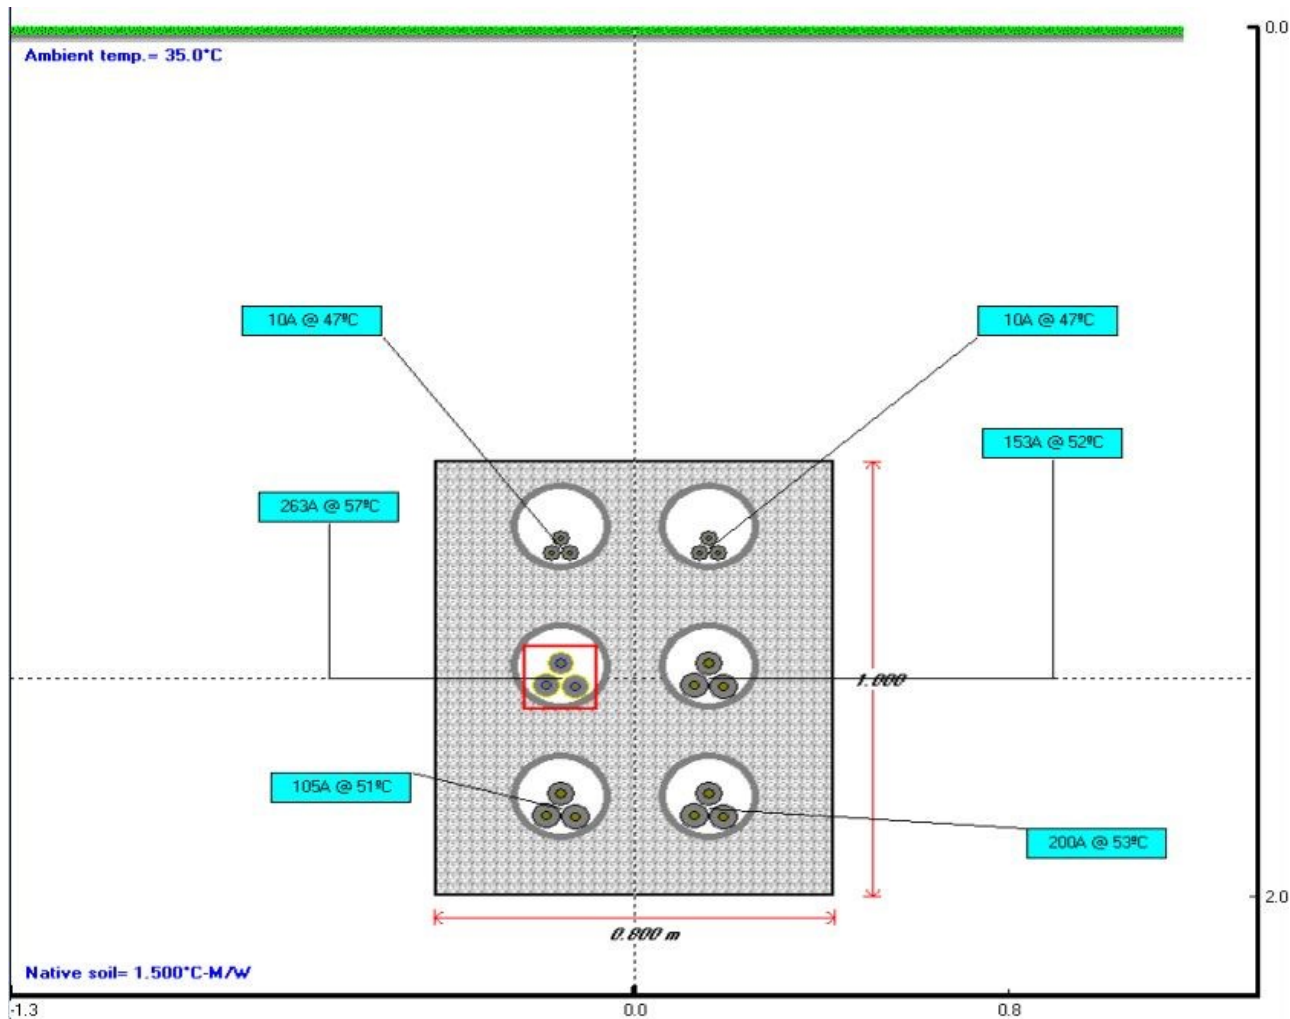 0.0
Ambient temp.= 35.0°C
10A @ 47ºC
10A @ 47ºC
153A @ 52ºC
263A @ 57ºC
1.000
105A @ 51ºC
200A @ 53ºC
2.0
0.800 m
Native soil= 1.500°C-M/W
-1.3
0.0
0.8